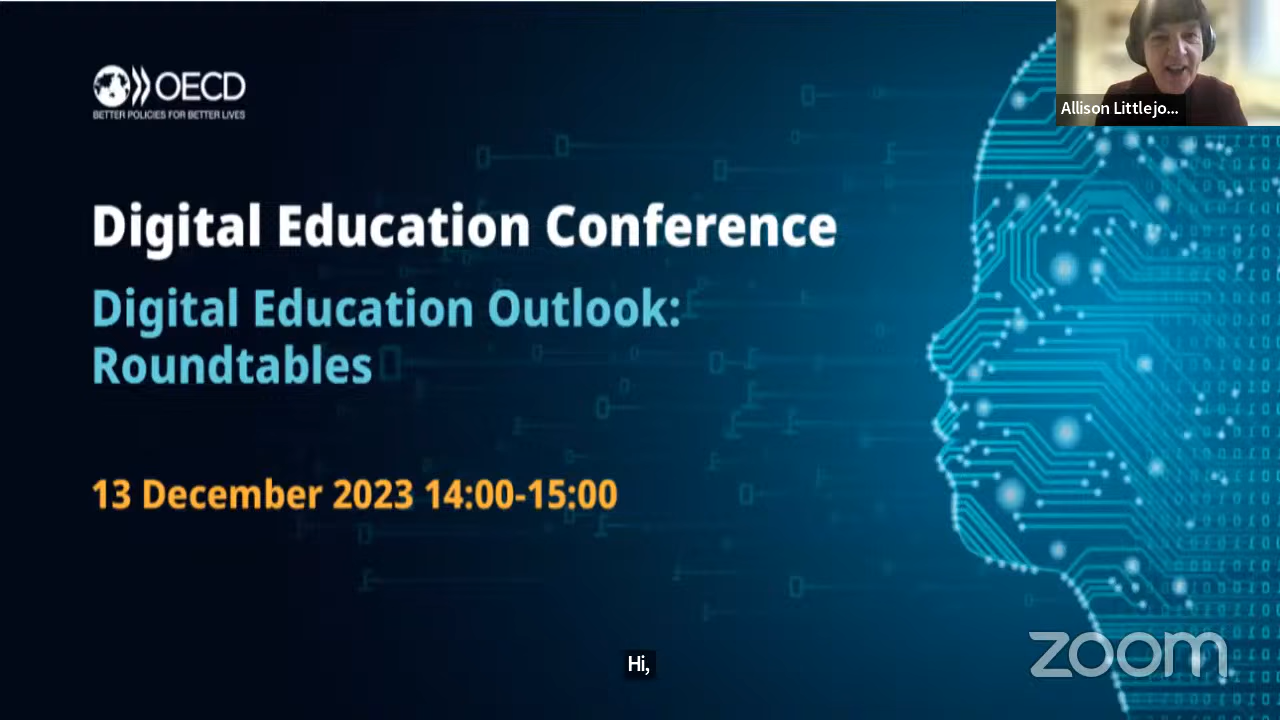 OECD
BETTER POLICIES FOR BETTER LIVES
Allison Littlejo...
Digital Education Conference
Digital Education Outlook:
Roundtables
13 December 2023 14:00-15:00
Hi,
zoom